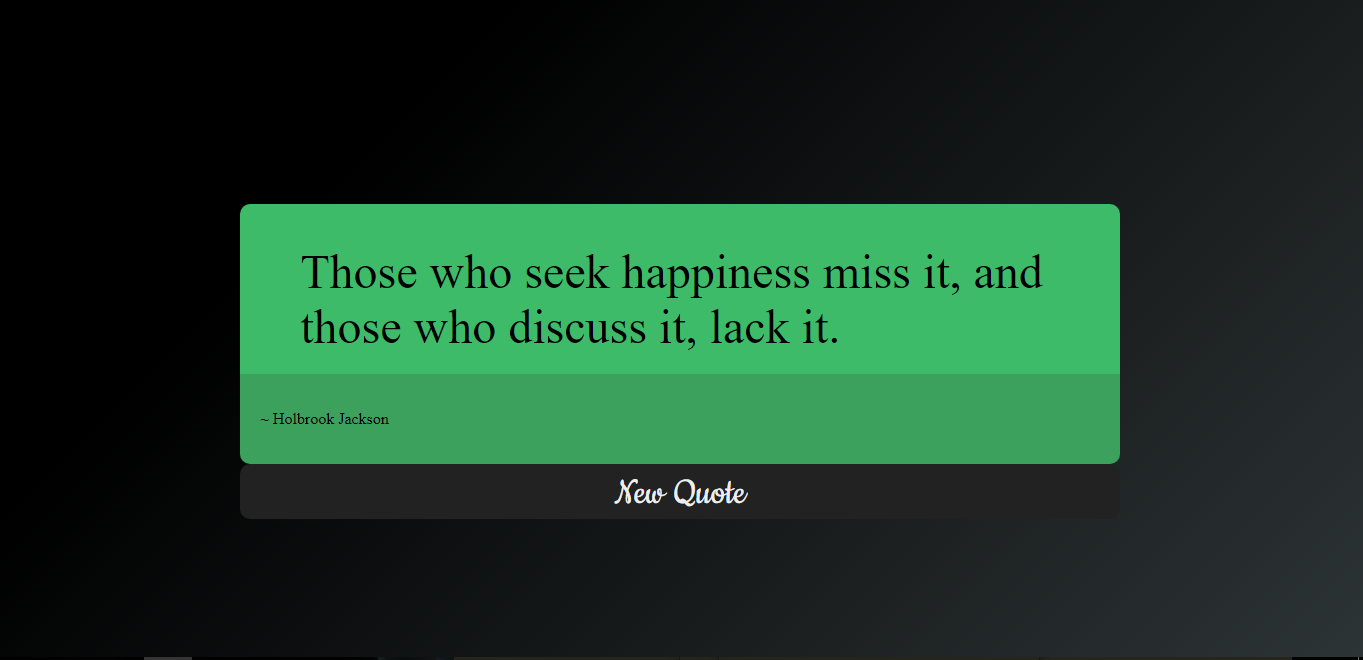 Those who seek happiness miss it, and
those who discuss it, lack it.
~ Holbrook Jackson
New Quote